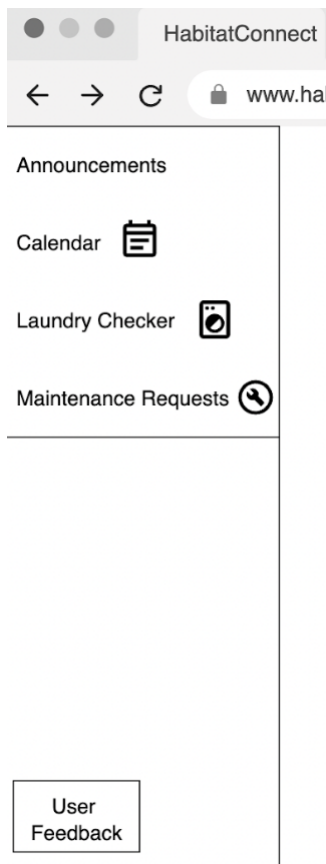 HabitatConnect
www.hal
Announcements
Calendar
Laundry Checker
Maintenance Requests
User
Feedback